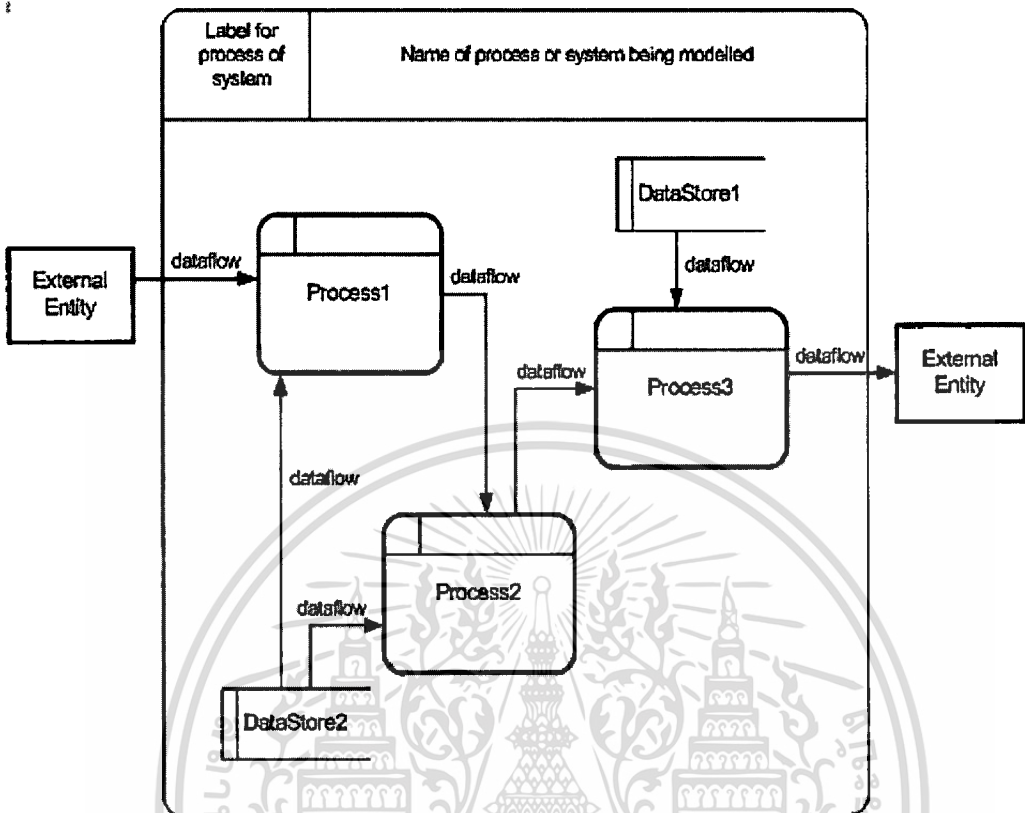 Label for
process of
system
Name of process or system being modelled
DataStore1
dataflow
External
Entity
dataflow
Process1
dataflow
dataflow
Process3
dataflow
External
Entity
dataflow
dataflow
Process2
DataStore2